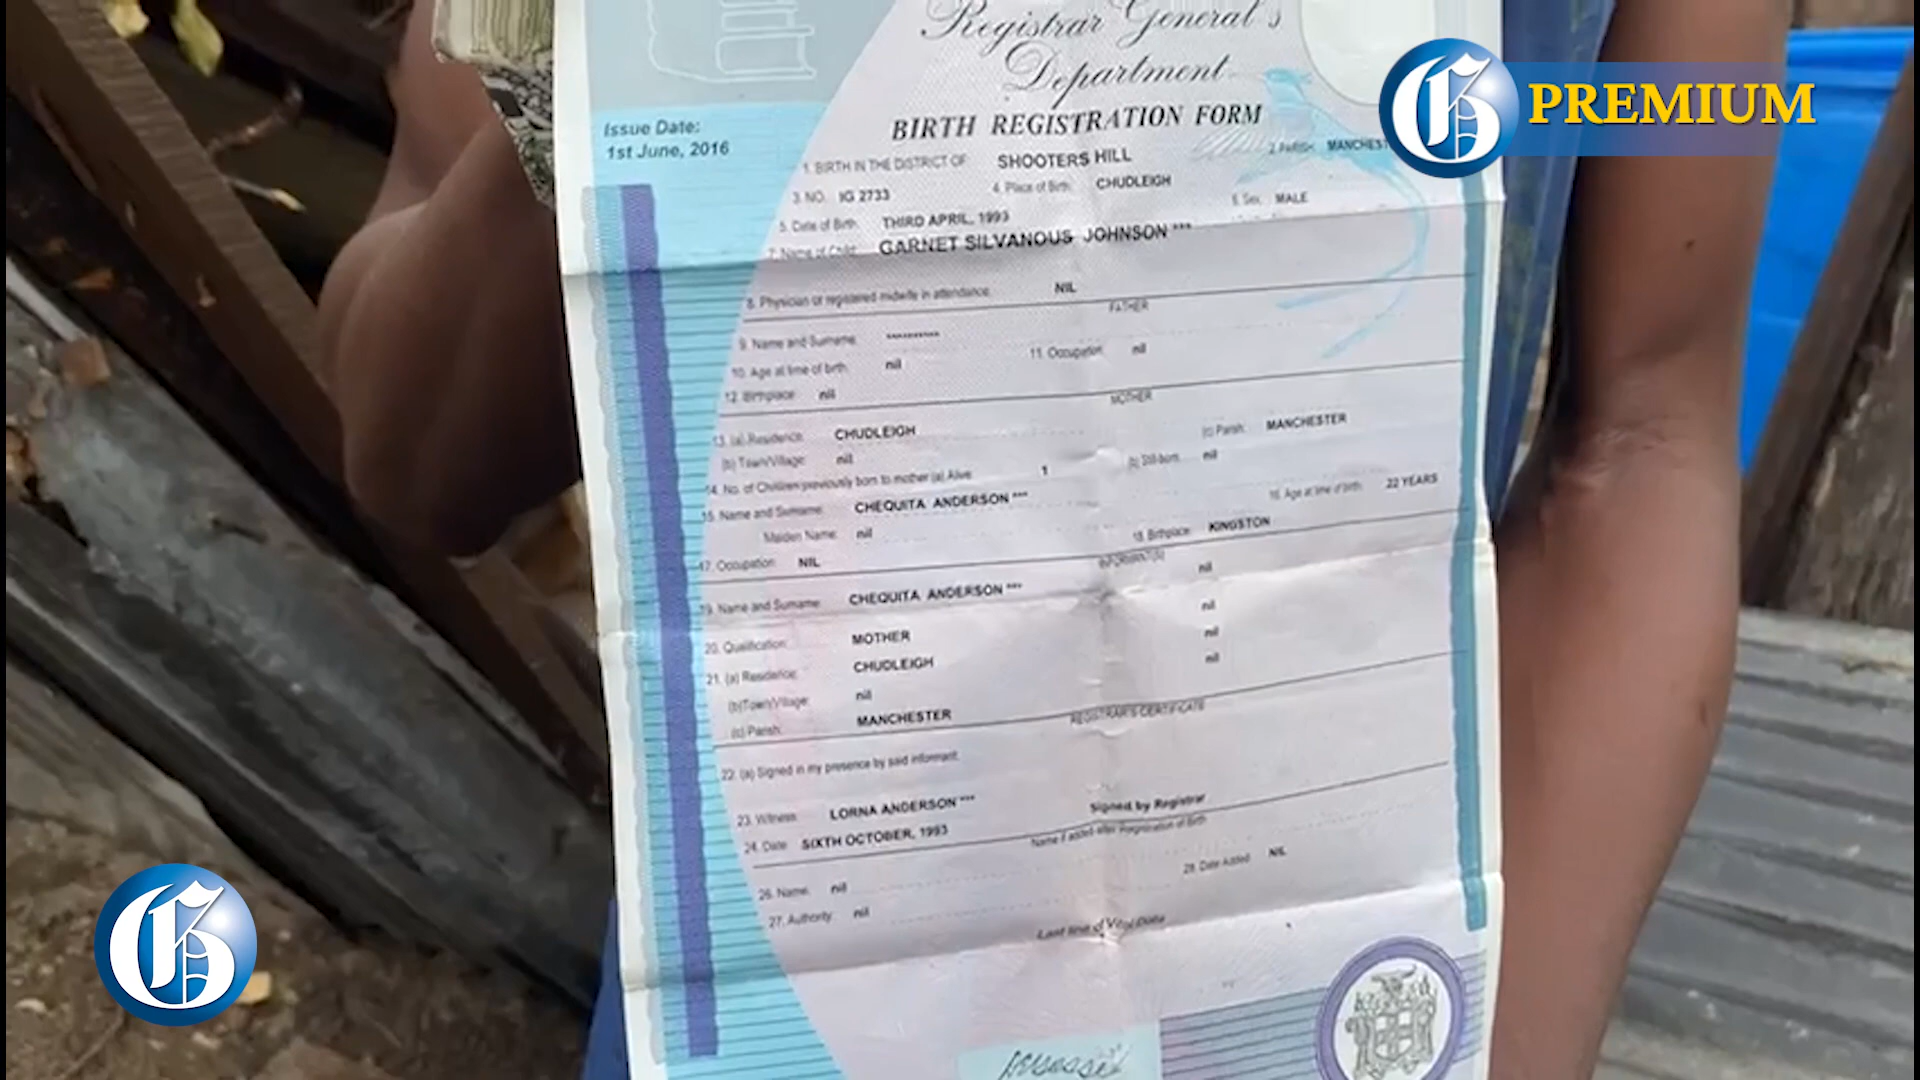 Registrar General's
Department
G PREMIUM
Issue Date:
1st June, 2016
BIRTH REGISTRATION FORM
1. BIRTH IN THE DISTRICT OF SHOOTERS HILL 2. PARISH: MANCHEST
3. NO. IG 2733 4. Place of Birth: CHUDLEIGH
5. Date of Birth: THIRD APRIL, 1993 6. Sex: MALE
7. Name of Child: GARNET SILVANOUS JOHNSON ***
8. Physician or registered midwife in attendance: NIL
FATHER
9. Name and Surname: **********
10. Age at time of birth: nil 11. Occupation: nil
12. Birthplace: nil
MOTHER
13. (a) Residence: CHUDLEIGH (c) Parish: MANCHESTER
(b) Town/Village: nil
14. No. of Children previously born to mother (a) Alive: 1 (b) Still-born: nil
15. Name and Surname: CHEQUITA ANDERSON *** 16. Age at time of birth: 22 YEARS
Maiden Name: nil 18. Birthplace: KINGSTON
17. Occupation: NIL
INFORMANT(S)
19. Name and Surname: CHEQUITA ANDERSON *** nil
20. Qualification: MOTHER nil
21. (a) Residence: CHUDLEIGH nil
(b)Town/Village: nil nil
(c) Parish: MANCHESTER
REGISTRAR'S CERTIFICATE
22. (a) Signed in my presence by said informant.
23. Witness: LORNA ANDERSON *** Signed by Registrar
24. Date: SIXTH OCTOBER, 1993
Name if added after Registration of Birth
26. Name: nil 28. Date Added: NIL
27. Authority: nil
Last line of Vital Data
G